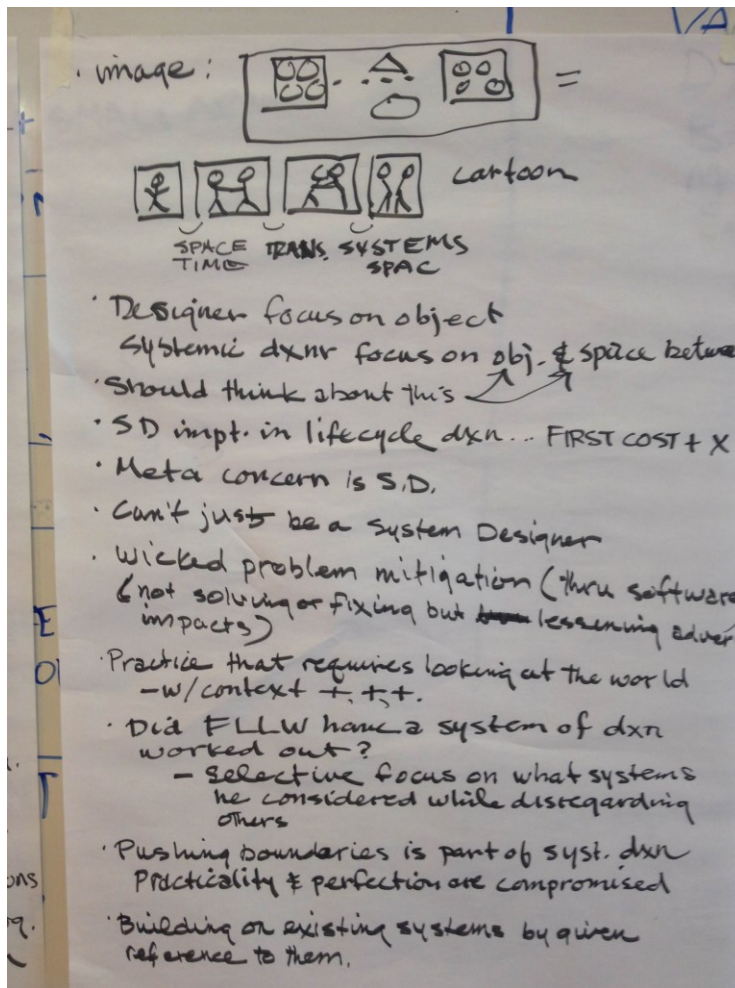 VA
· image: =
cartoon
SPACE TRANS. SYSTEMS
TIME SPAC
· Designer focus on object
systemic dxnr focus on obj. & space betwe
· Should think about this
· SD impt. in lifecycle dxn... FIRST COST + X
· Meta concern is S.D.
· Can't just be a System Designer
· Wicked problem mitigation (thru software
(not solving or fixing but lessening adver
impacts)
· Practice that requires looking at the world
- w/context +, +, +.
· Did FLLW have a system of dxn
worked out?
- selective focus on what systems
he considered while disregarding
others
· Pushing boundaries is part of syst. dxn
Practicality & perfection are compromised
· Building on existing systems by given
reference to them.
E
O
ons
g.